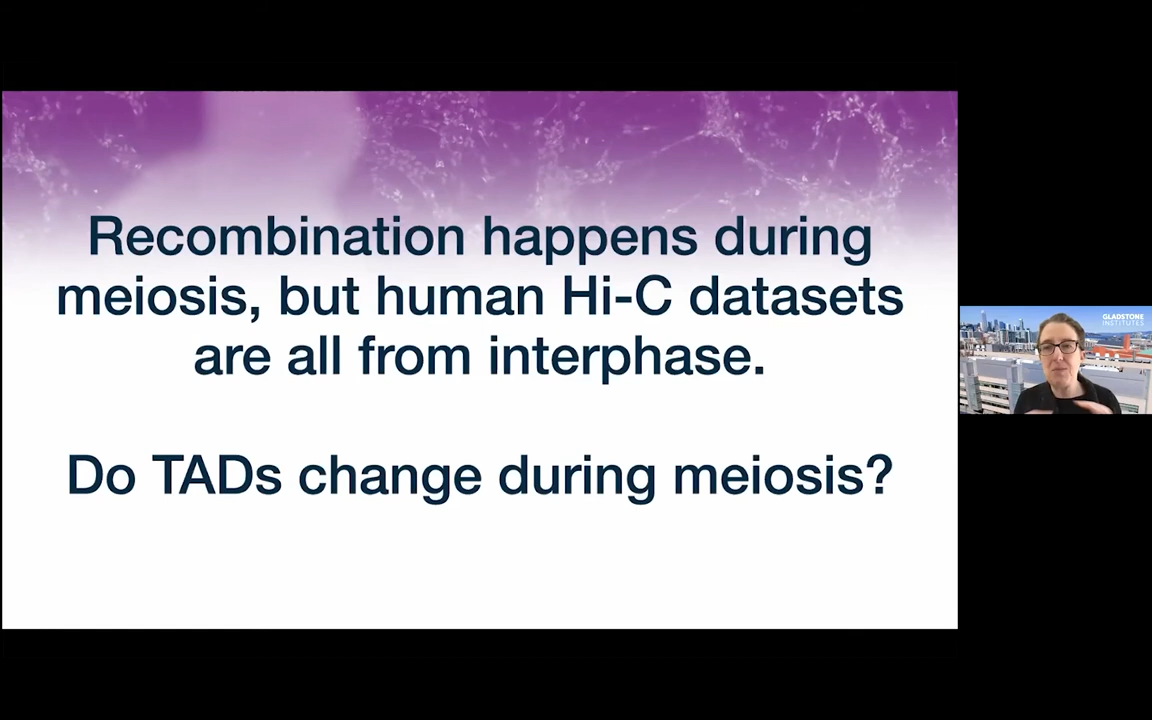 Recombination happens during
meiosis, but human Hi-C datasets
are all from interphase.
Do TADs change during meiosis?
GLADSTONE
INSTITUTES